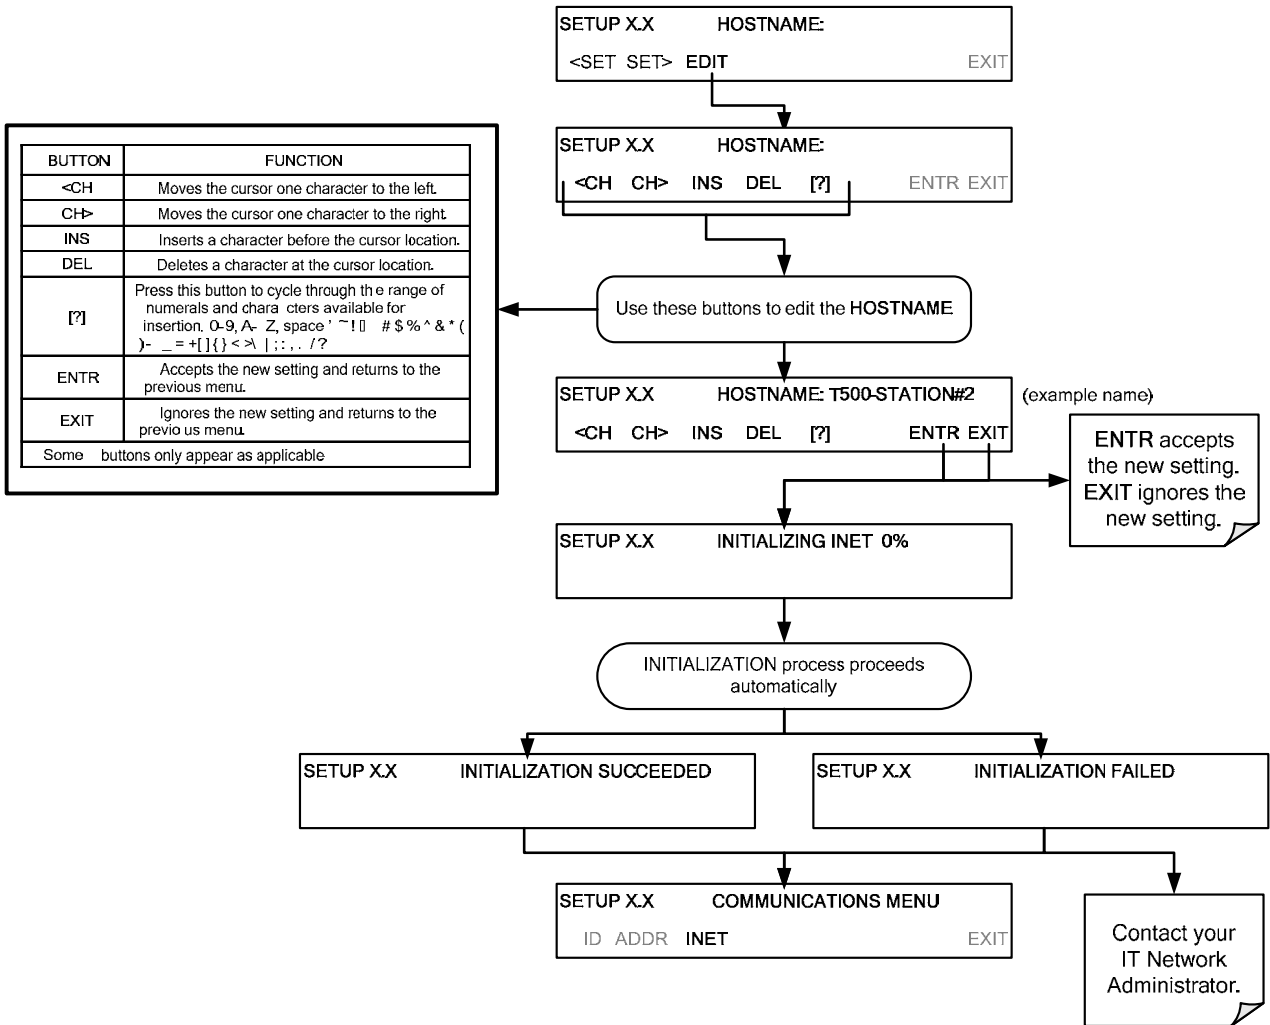 SETUP X.X HOSTNAME:
<SET SET> EDIT EXIT
SETUP X.X HOSTNAME:
<CH CH> INS DEL [?] ENTR EXIT
BUTTON FUNCTION
<CH Moves the cursor one character to the left.
CH> Moves the cursor one character to the right.
INS Inserts a character before the cursor location.
DEL Deletes a character at the cursor location.
[?] Press this button to cycle through the range of
numerals and chara cters available for
insertion. 0-9, A- Z, space ' ~ ! ▯ # $ % ^ & * (
)- _ = +[ ]{ } < >\ | ; : , . / ?
ENTR Accepts the new setting and returns to the
previous menu.
EXIT Ignores the new setting and returns to the
previo us menu.
Some buttons only appear as applicable
Use these buttons to edit the HOSTNAME
SETUP X.X HOSTNAME: T500-STATION#2
(example name)
<CH CH> INS DEL [?] ENTR EXIT
ENTR accepts
the new setting.
EXIT ignores the
new setting.
SETUP X.X INITIALIZING INET 0%
INITIALIZATION process proceeds
automatically
SETUP X.X INITIALIZATION SUCCEEDED
SETUP X.X INITIALIZATION FAILED
SETUP X.X COMMUNICATIONS MENU
ID ADDR INET EXIT
Contact your
IT Network
Administrator.